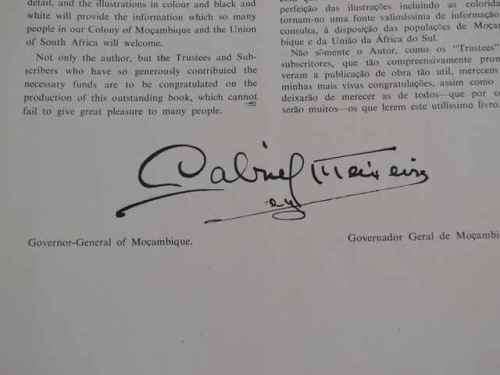 detail, and the illustrations in colour and black and
white will provide the information which so many
people in our Colony of Moçambique and the Union
of South Africa will welcome.
Not only the author, but the Trustees and Sub-
scribers who have so generously contributed the
necessary funds are to be congratulated on the
production of this outstanding book, which cannot
fail to give great pleasure to many people.
perfeição das ilustrações incluindo as colorida
tornam-no uma fonte valiosíssima de informação
consulta, à disposição das populações de Moçam
bique e da União da África do Sul.
Não sòmente o Autor, como os "Trustees"
subscritores, que tão compreensivamente prom
veram a publicação de obra tão util, merecem
minhas mais vivas congratulações, assim como
deixarão de merecer as de todos—que por c
serão muitos—os que lerem este utilíssimo livro.
Gabriel Teixeira
Governor-General of Moçambique.
Governador Geral de Moçambi